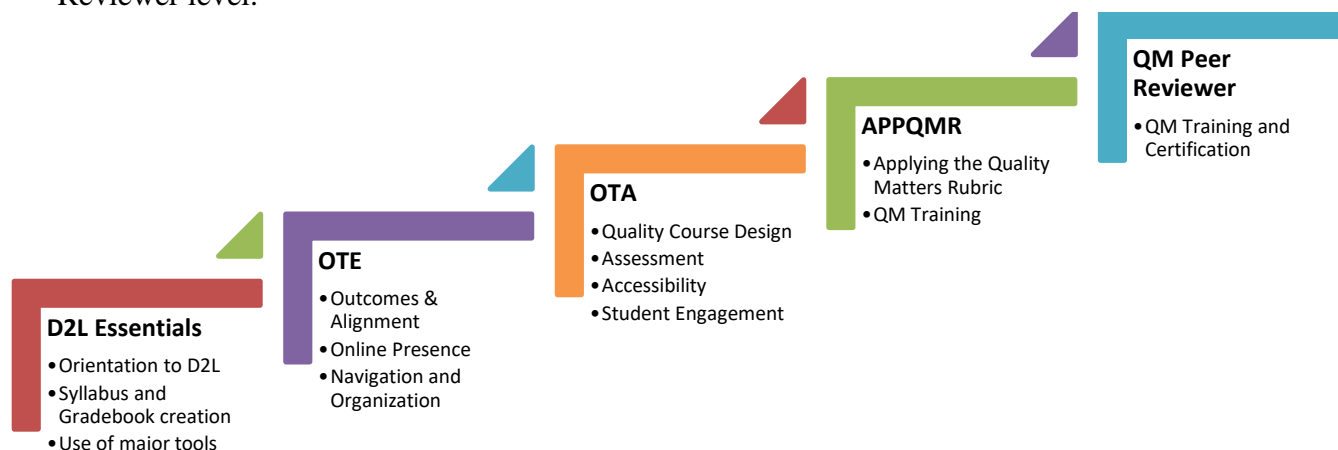 Reviewer level.
D2L Essentials
•Orientation to D2L
•Syllabus and
Gradebook creation
•Use of major tools
OTE
•Outcomes &
Alignment
•Online Presence
•Navigation and
Organization
OTA
•Quality Course Design
•Assessment
•Accessibility
•Student Engagement
APPQMR
•Applying the Quality
Matters Rubric
•QM Training
QM Peer
Reviewer
•QM Training and
Certification